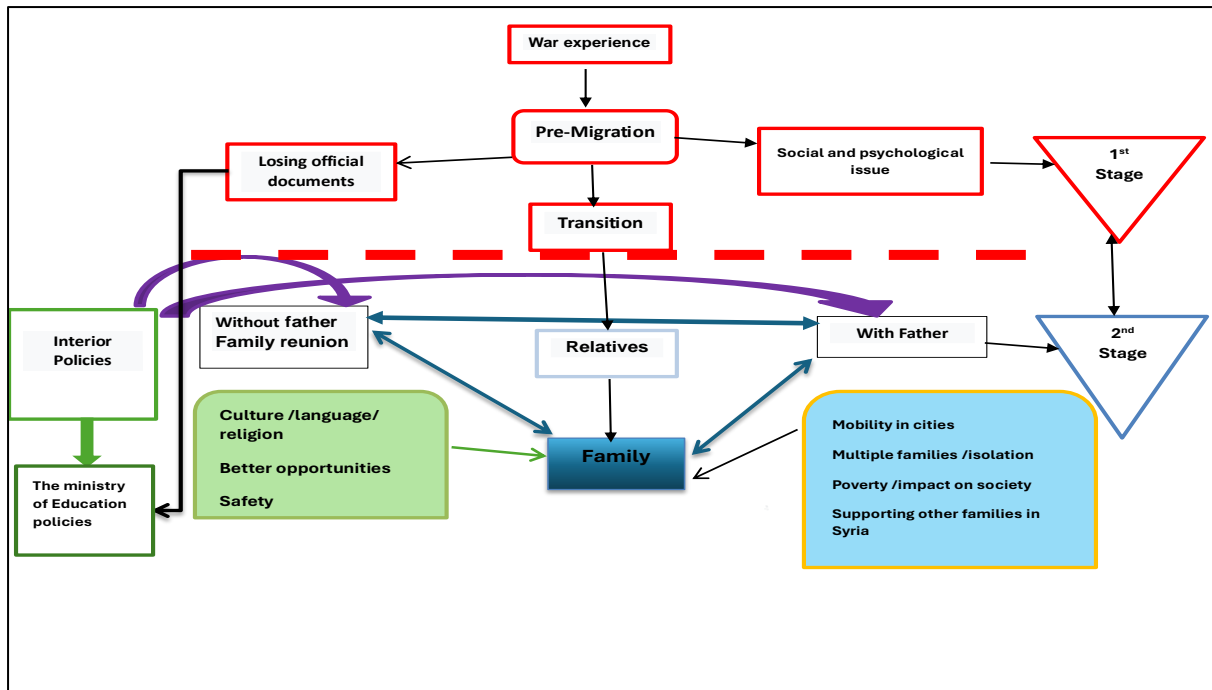 War experience
Pre-Migration
Losing official
documents
Social and psychological
issue
1st
Stage
Transition
Interior
Policies
Without father
Family reunion
Relatives
With Father
2nd
Stage
Culture /language/
religion
Better opportunities
Safety
Family
Mobility in cities
Multiple families /isolation
Poverty /impact on society
Supporting other families in
Syria
The ministry
of Education
policies